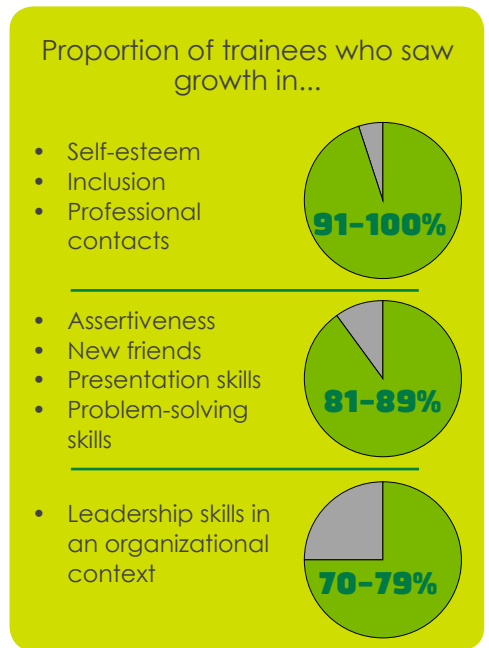 Proportion of trainees who saw
growth in...
• Self-esteem
• Inclusion
• Professional
contacts
91–100%
• Assertiveness
• New friends
• Presentation skills
• Problem-solving
skills
81–89%
• Leadership skills in
an organizational
context
70–79%